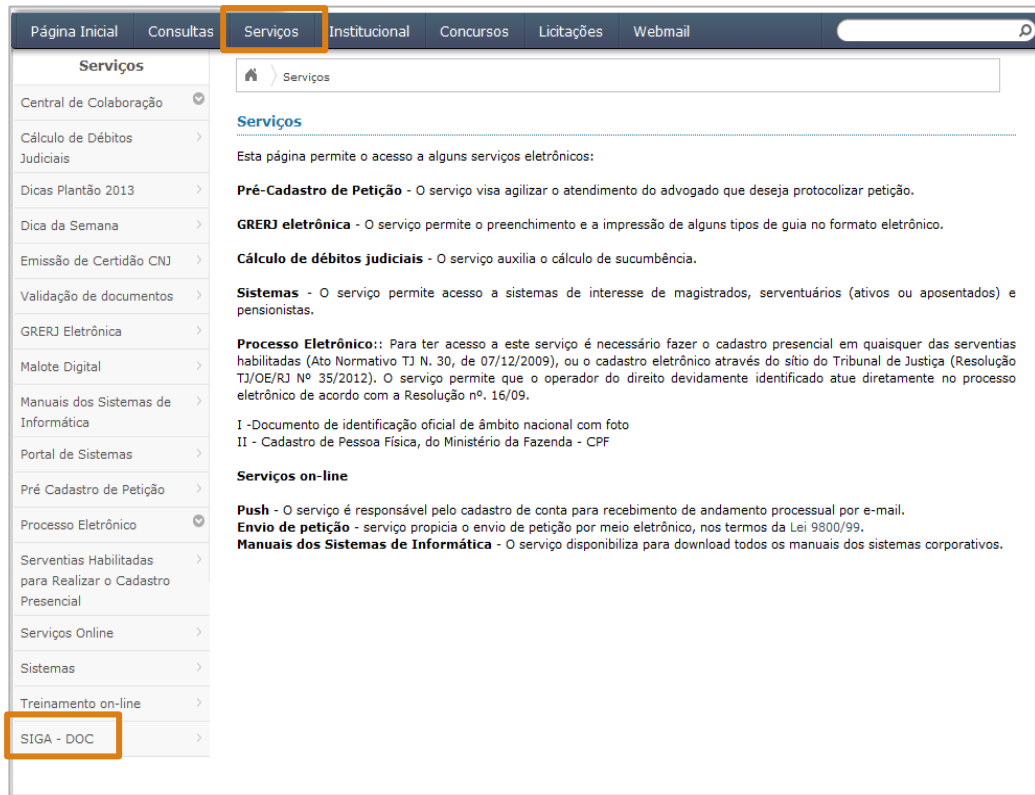 Página Inicial Consultas Serviços Institucional Concursos Licitações Webmail
Serviços
Central de Colaboração
Cálculo de Débitos
Judiciais
Dicas Plantão 2013
Dica da Semana
Emissão de Certidão CNJ
Validação de documentos
GRERJ Eletrônica
Malote Digital
Manuais dos Sistemas de
Informática
Portal de Sistemas
Pré Cadastro de Petição
Processo Eletrônico
Serventias Habilitadas
para Realizar o Cadastro
Presencial
Serviços Online
Sistemas
Treinamento on-line
SIGA - DOC
Serviços
Serviços
Esta página permite o acesso a alguns serviços eletrônicos:
Pré-Cadastro de Petição - O serviço visa agilizar o atendimento do advogado que deseja protocolizar petição.
GRERJ eletrônica - O serviço permite o preenchimento e a impressão de alguns tipos de guia no formato eletrônico.
Cálculo de débitos judiciais - O serviço auxilia o cálculo de sucumbência.
Sistemas - O serviço permite acesso a sistemas de interesse de magistrados, serventuários (ativos ou aposentados) e
pensionistas.
Processo Eletrônico:: Para ter acesso a este serviço é necessário fazer o cadastro presencial em quaisquer das serventias
habilitadas (Ato Normativo TJ N. 30, de 07/12/2009), ou o cadastro eletrônico através do sítio do Tribunal de Justiça (Resolução
TJ/OE/RJ Nº 35/2012). O serviço permite que o operador do direito devidamente identificado atue diretamente no processo
eletrônico de acordo com a Resolução nº. 16/09.
I -Documento de identificação oficial de âmbito nacional com foto
II - Cadastro de Pessoa Física, do Ministério da Fazenda - CPF
Serviços on-line
Push - O serviço é responsável pelo cadastro de conta para recebimento de andamento processual por e-mail.
Envio de petição - serviço propicia o envio de petição por meio eletrônico, nos termos da Lei 9800/99.
Manuais dos Sistemas de Informática - O serviço disponibiliza para download todos os manuais dos sistemas corporativos.